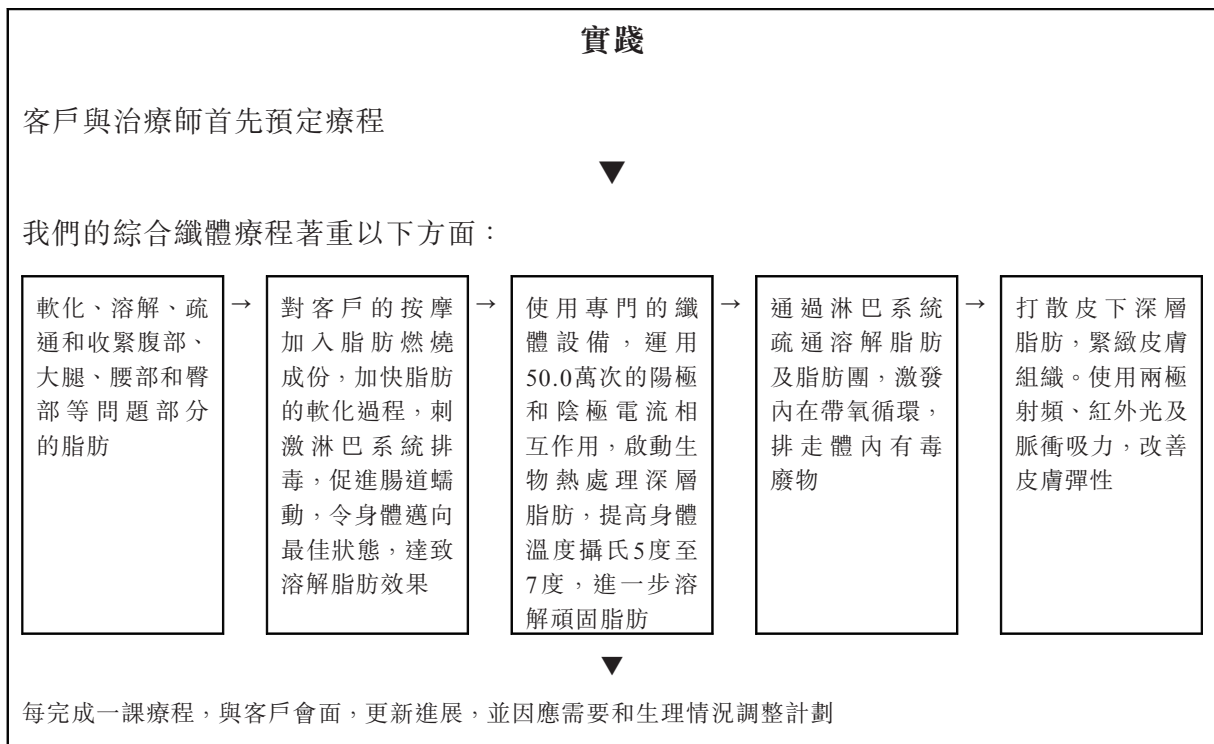 實踐
客戶與治療師首先預定療程
▼
我們的綜合纖體療程著重以下方面：
軟化、溶解、疏
通和收緊腹部、
大腿、腰部和臀
部等問題部分
的脂肪
→
對客戶的按摩
加入脂肪燃燒
成份，加快脂肪
的軟化過程，刺
激淋巴系統排
毒，促進腸道蠕
動，令身體邁向
最佳狀態，達致
溶解脂肪效果
→
使用專門的纖
體設備，運用
50.0萬次的陽極
和陰極電流相
互作用，啟動生
物熱處理深層
脂肪，提高身體
溫度攝氏5度至
7度，進一步溶
解頑固脂肪
→
通過淋巴系統
疏通溶解脂肪
及脂肪團，激發
內在帶氧循環，
排走體內有毒
廢物
→
打散皮下深層
脂肪，緊緻皮膚
組織。使用兩極
射頻、紅外光及
脈衝吸力，改善
皮膚彈性
▼
每完成一課療程，與客戶會面，更新進展，並因應需要和生理情況調整計劃